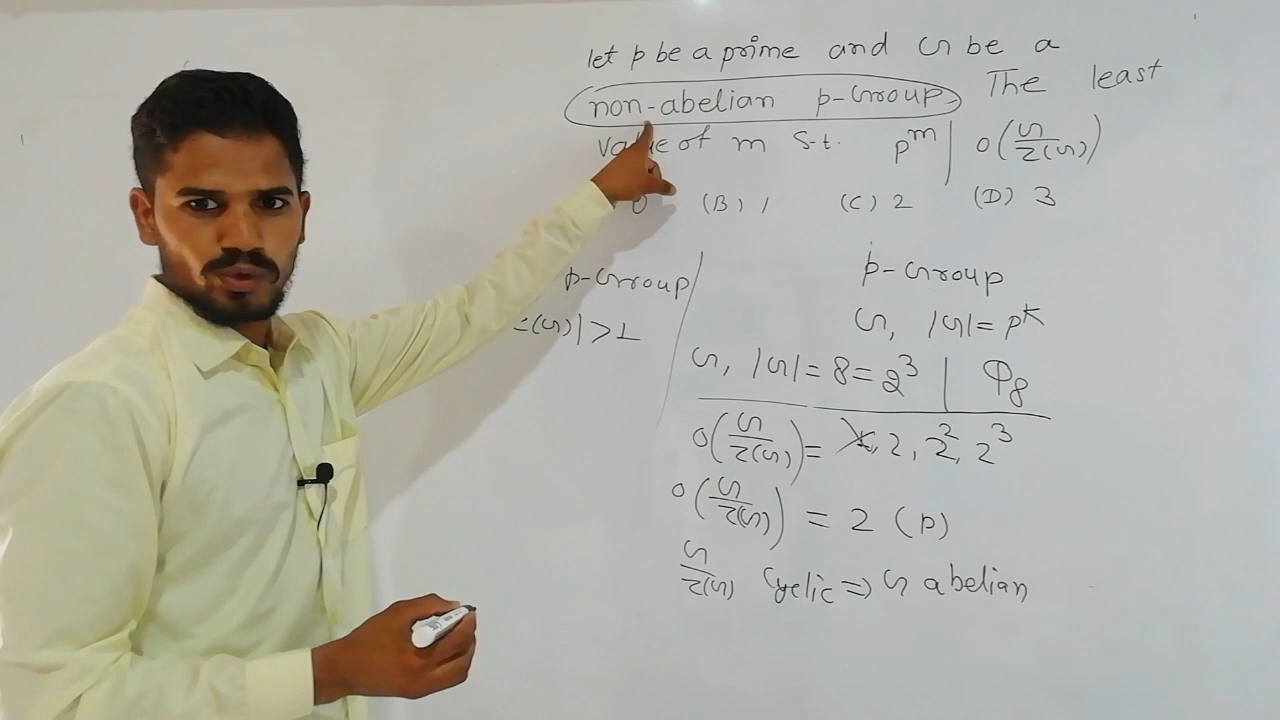 let p be a prime and G be a
non-abelian p-Group. The least
value of m s.t. p^m | o(G/Z(G))
0 (B) 1 (C) 2 (D) 3
p-Group
Z(G)| > 1
p-Group
G, |G| = p^k
G, |G| = 8 = 2^3 | Q_8
o(G/Z(G)) = 1, 2, 2^2, 2^3
o(G/Z(G)) = 2 (p)
G/Z(G) Cyclic => G abelian